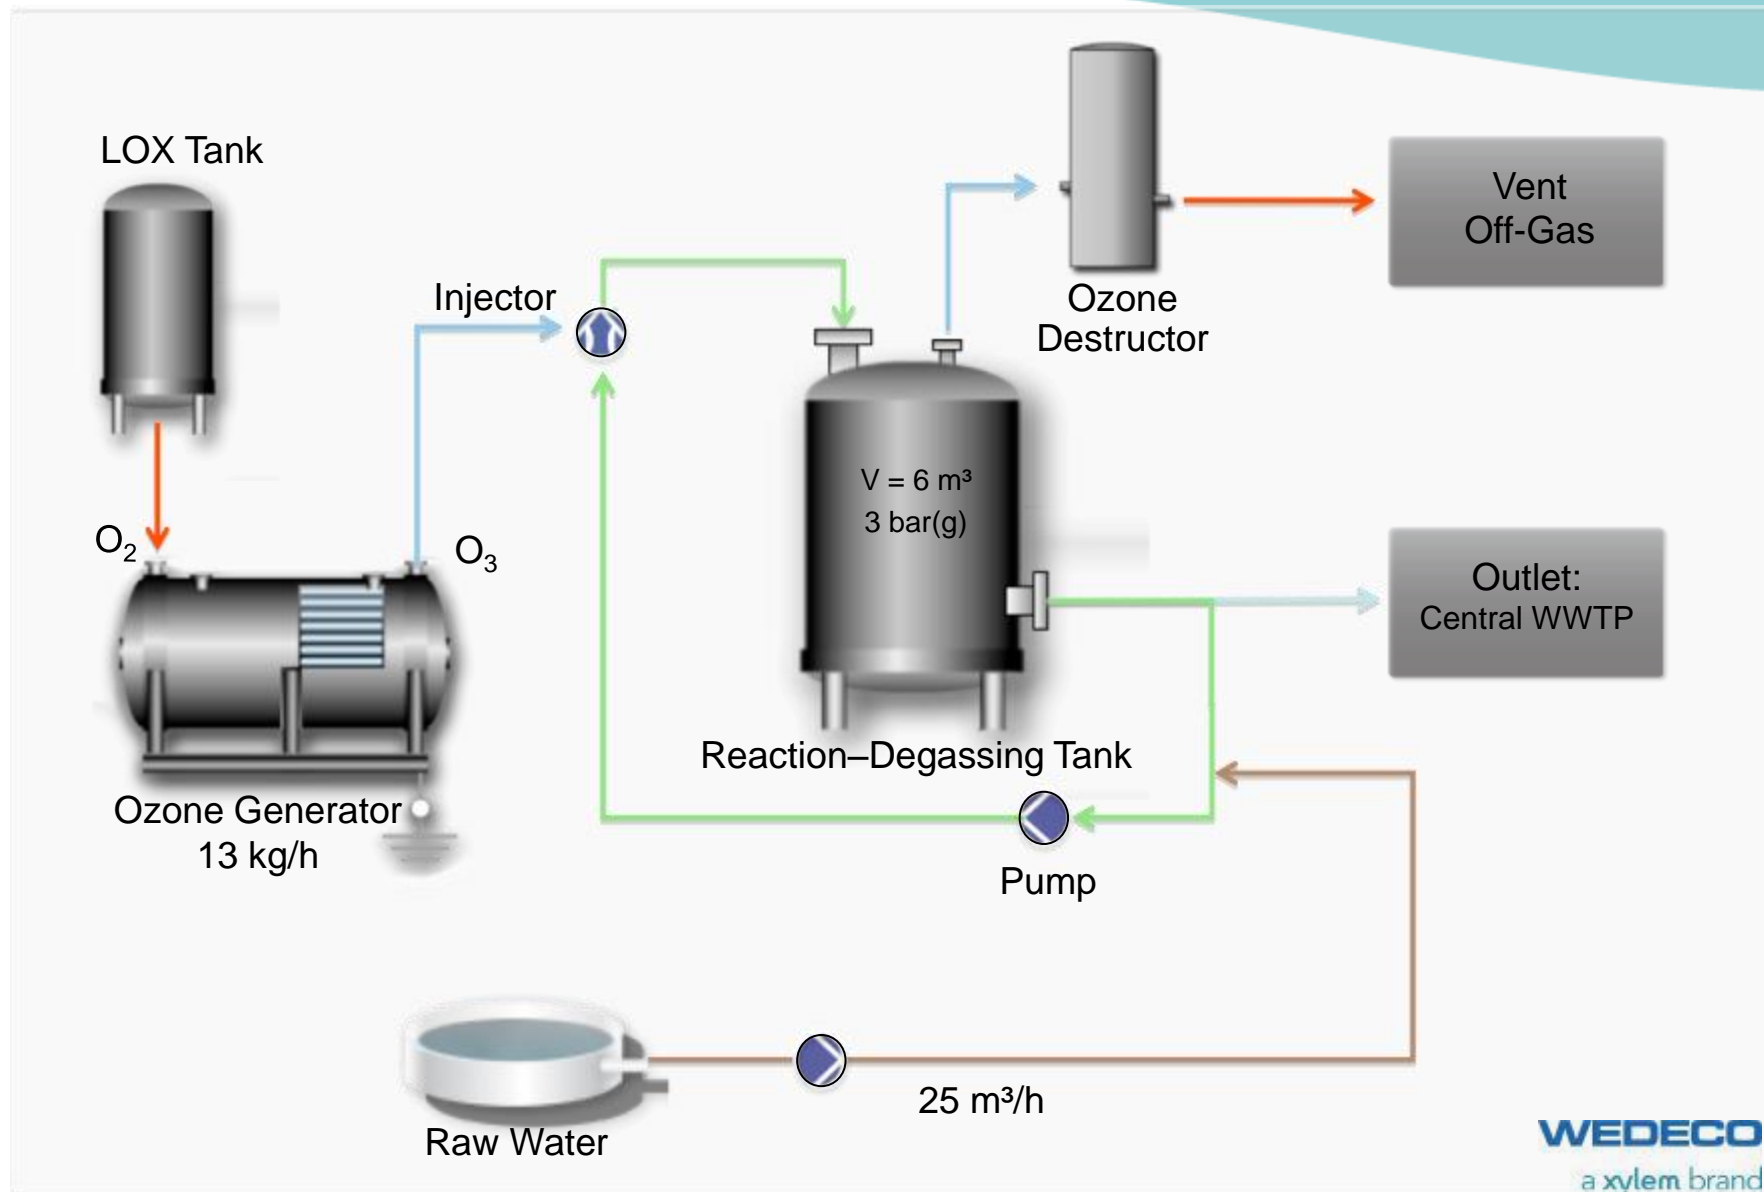 LOX Tank
O₂
O₃
Ozone Generator
13 kg/h
Injector
V = 6 m³
3 bar(g)
Reaction–Degassing Tank
Pump
Ozone
Destructor
Vent
Off-Gas
Outlet:
Central WWTP
Raw Water
25 m³/h
WEDECO
a xylem brand